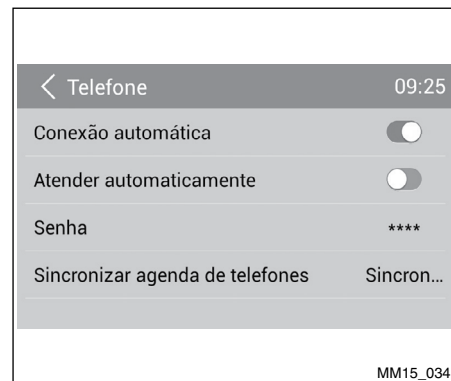 Telefone 09:25
Conexão automática
Atender automaticamente
Senha ****
Sincronizar agenda de telefones Sincron...
MM15_034